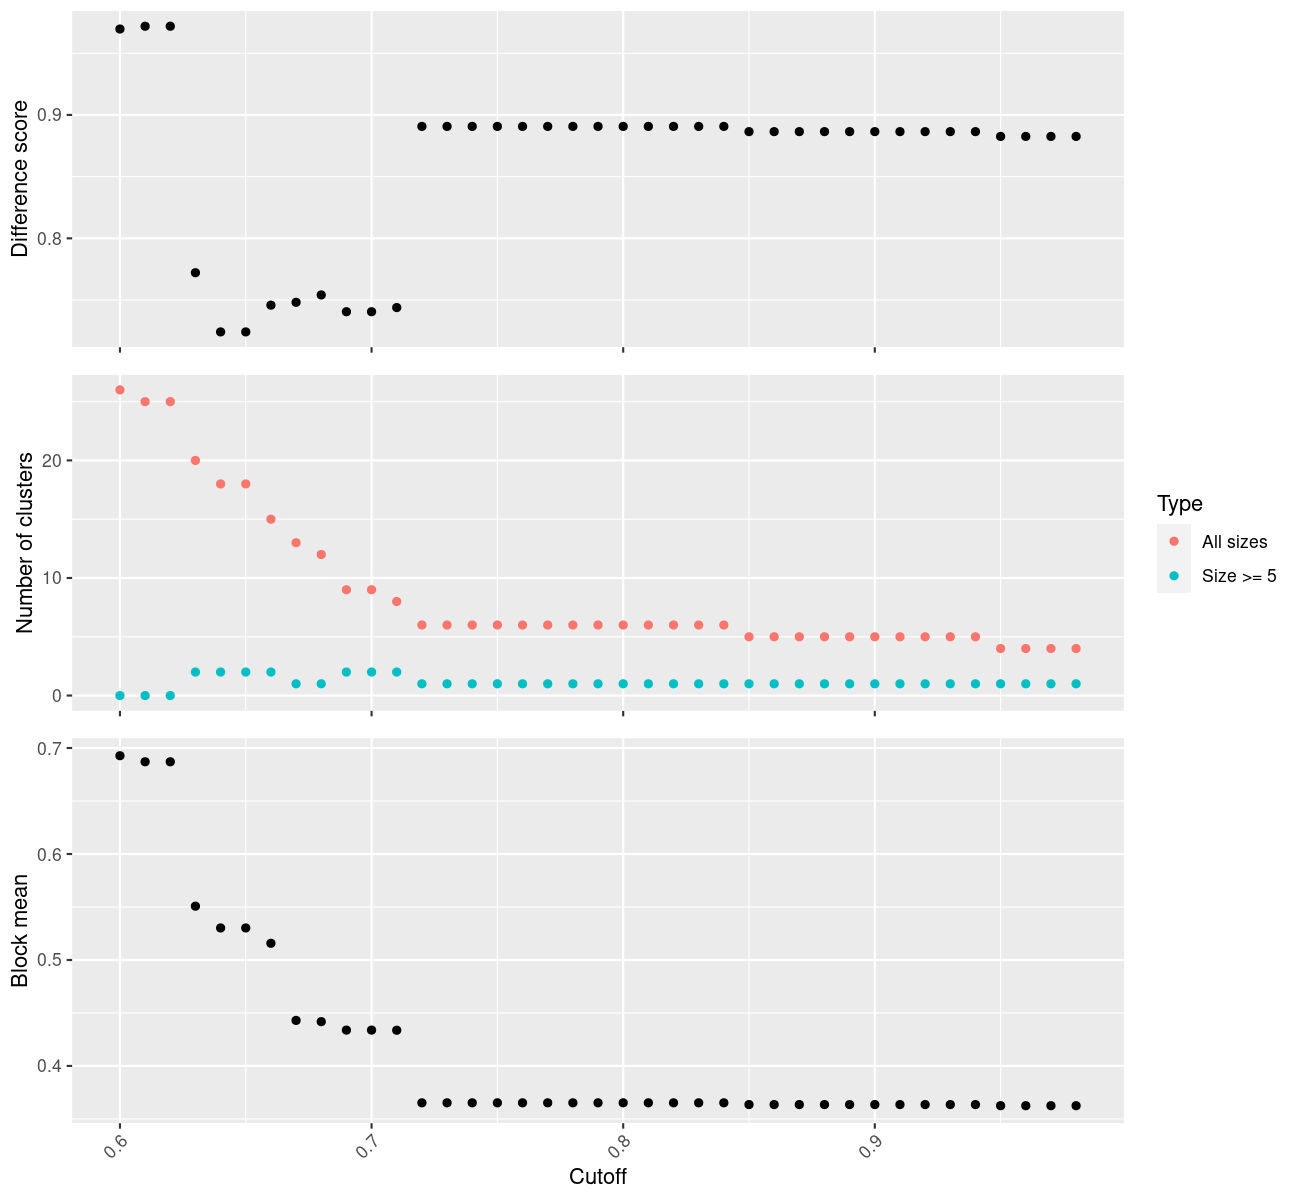 Difference score
0.9
0.8
Number of clusters
20
10
0
Type
All sizes
Size >= 5
Block mean
0.7
0.6
0.5
0.4
0.6 0.7 0.8 0.9
Cutoff